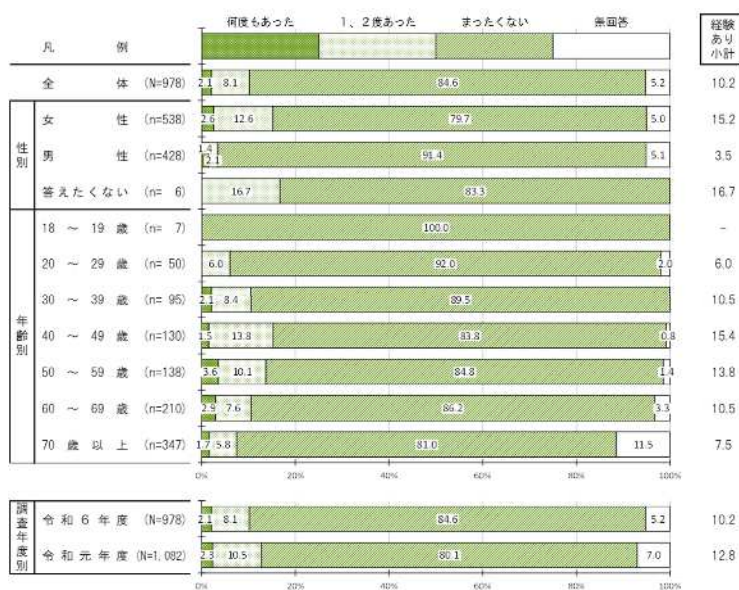 何度もあった 1、2度あった まったくない 無回答 経験あり小計
凡例
全体 (N=978) 2.1 8.1 84.6 5.2 10.2
性別
女性 (n=538) 2.6 12.6 79.7 5.0 15.2
男性 (n=428) 1.4 2.1 91.4 5.1 3.5
答えたくない (n= 6) 16.7 83.3 16.7
年齢別
18 ～ 19 歳 (n= 7) 100.0 -
20 ～ 29 歳 (n= 50) 6.0 92.0 2.0 6.0
30 ～ 39 歳 (n= 95) 2.1 8.4 89.5 10.5
40 ～ 49 歳 (n=130) 1.5 13.8 83.8 0.8 15.4
50 ～ 59 歳 (n=138) 3.6 10.1 84.8 1.4 13.8
60 ～ 69 歳 (n=210) 2.9 7.6 86.2 3.3 10.5
70 歳以上 (n=347) 1.7 5.8 81.0 11.5 7.5
0% 20% 40% 60% 80% 100%
調査年度別
令和6年度 (N=978) 2.1 8.1 84.6 5.2 10.2
令和元年度 (N=1,082) 2.3 10.5 80.1 7.0 12.8
0% 20% 40% 60% 80% 100%